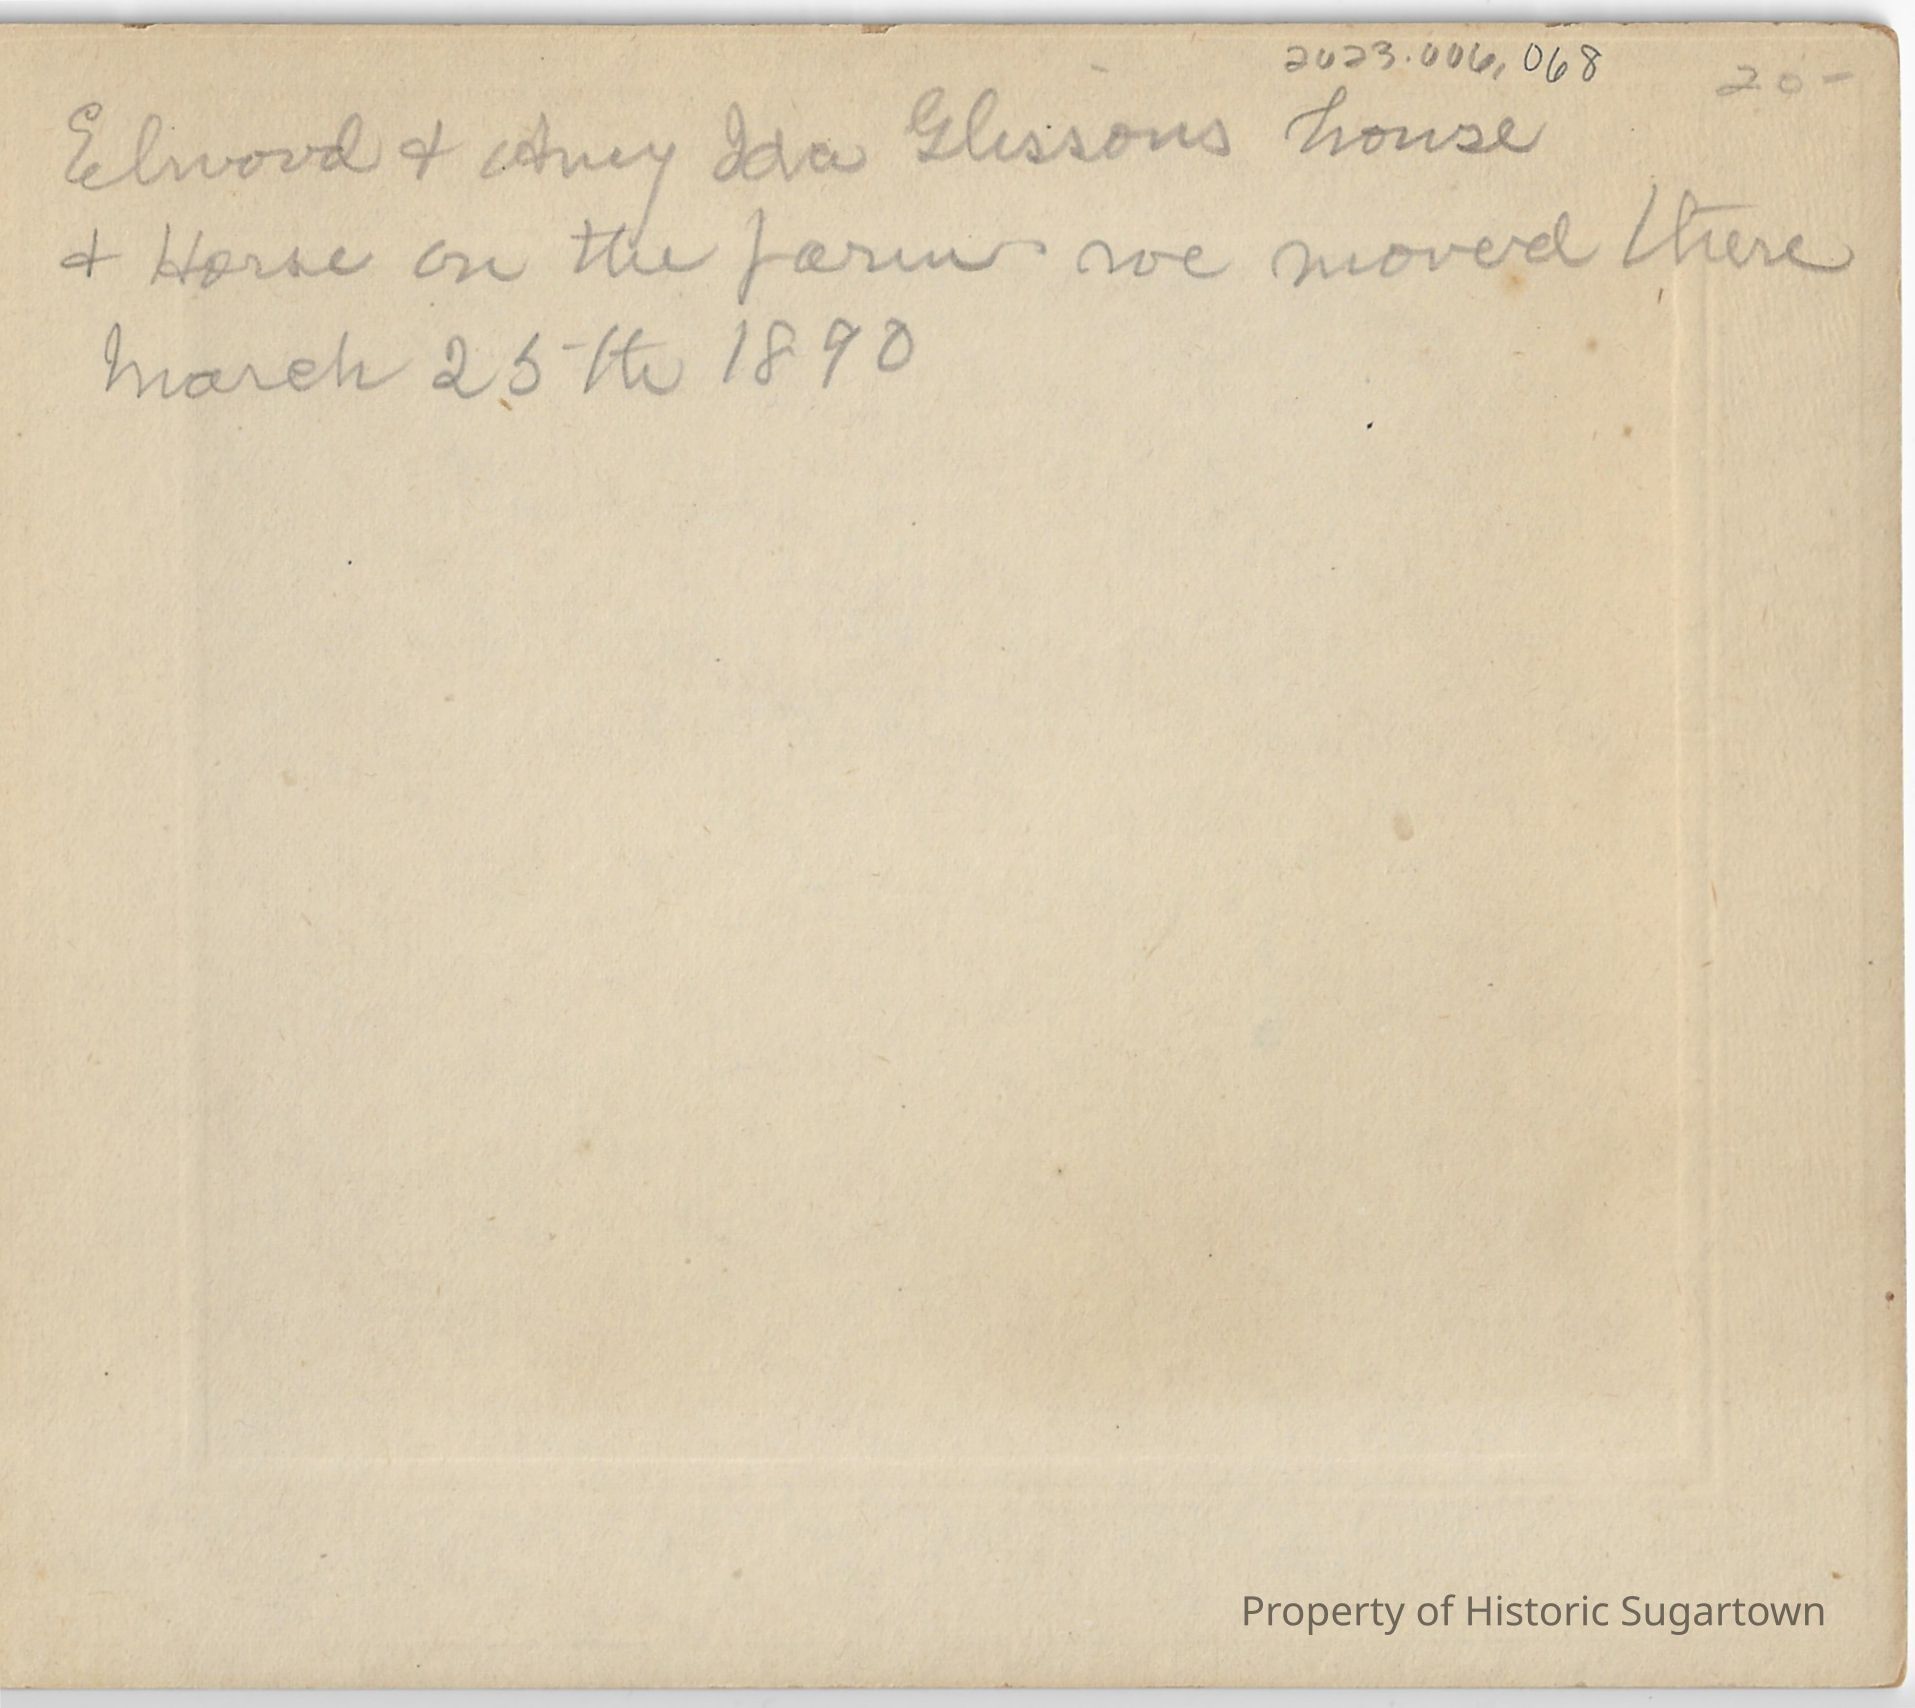 2023.006,068 20-
Elwood & Amy Ida Glissons house
& Horse on the farm we moved there
March 25th 1890
Property of Historic Sugartown